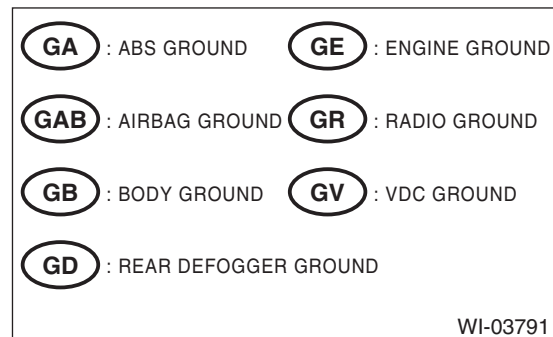 GA : ABS GROUND
GE : ENGINE GROUND
GAB : AIRBAG GROUND
GR : RADIO GROUND
GB : BODY GROUND
GV : VDC GROUND
GD : REAR DEFOGGER GROUND
WI-03791